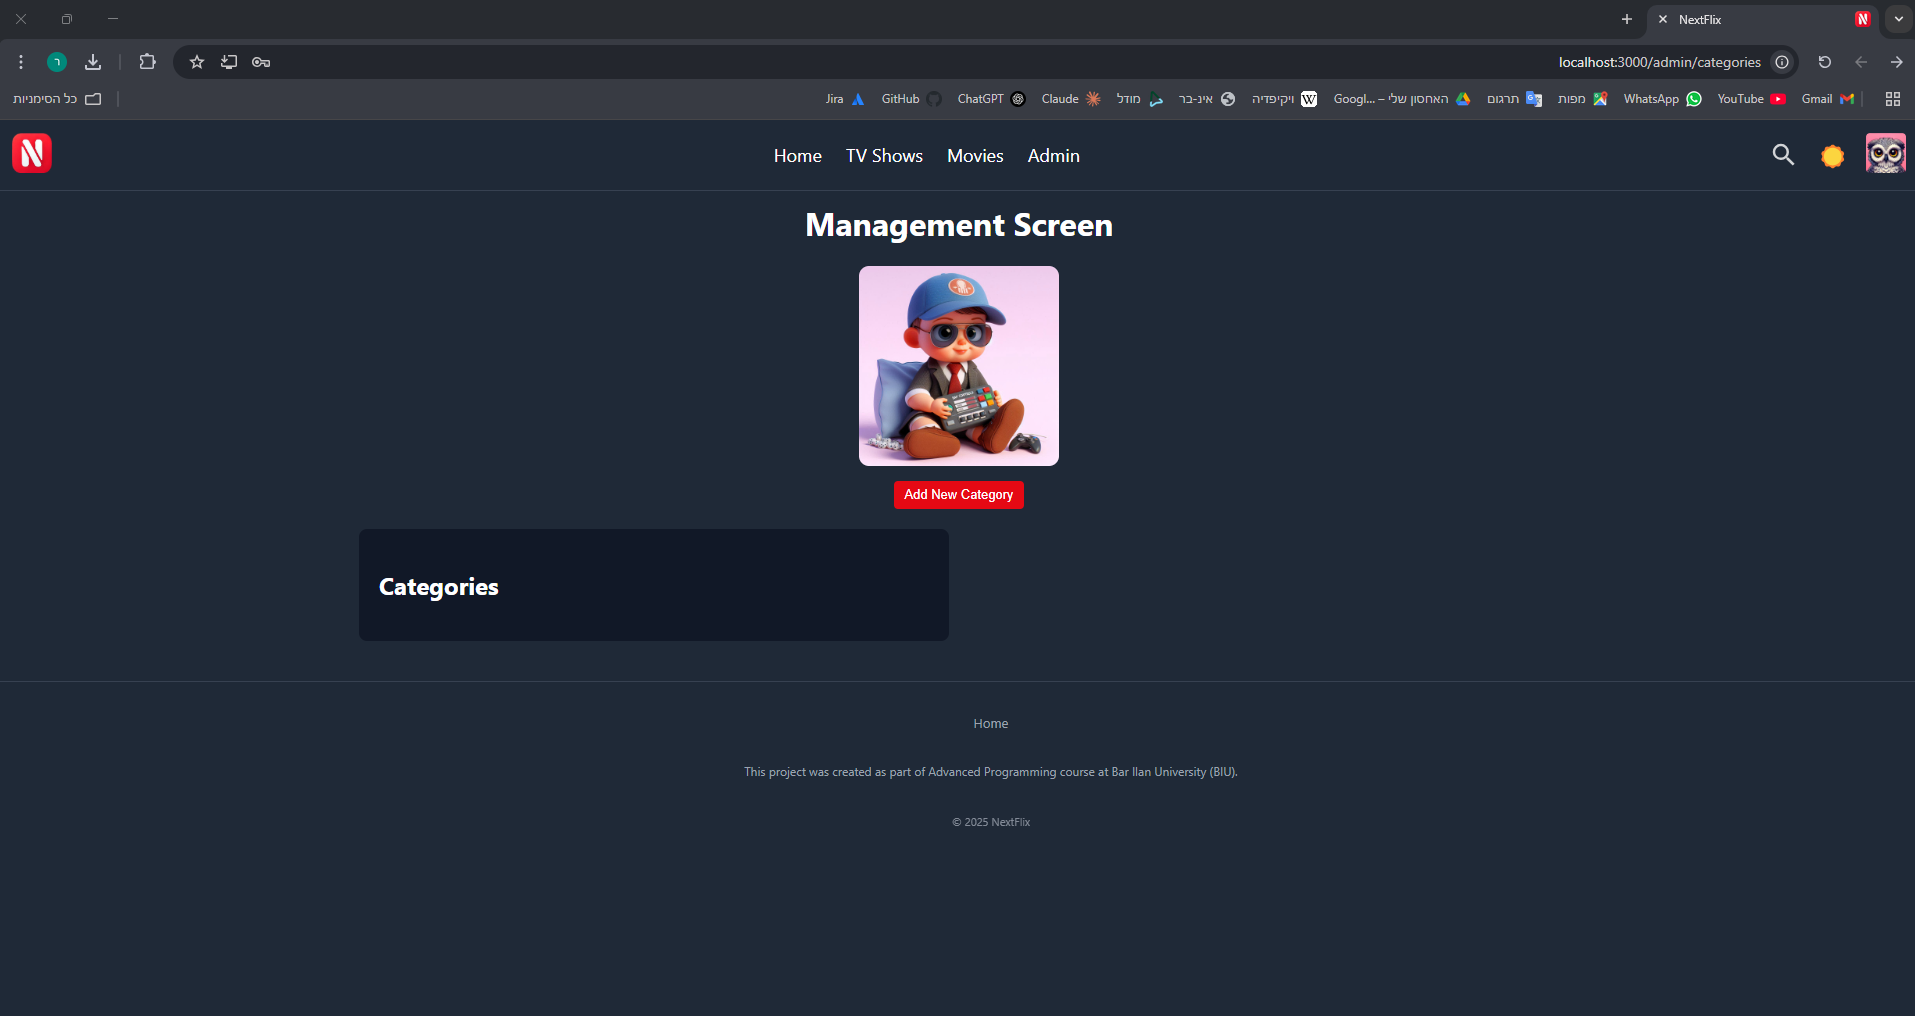 NextFlix
localhost:3000/admin/categories
כל הסימניות
Jira
GitHub
ChatGPT
Claude
מודל
אינ-בר
ויקיפדיה
האחסון שלי – Googl...
תרגום
מפות
WhatsApp
YouTube
Gmail
N
Home
TV Shows
Movies
Admin
Management Screen
Add New Category
Categories
Home
This project was created as part of Advanced Programming course at Bar Ilan University (BIU).
© 2025 NextFlix